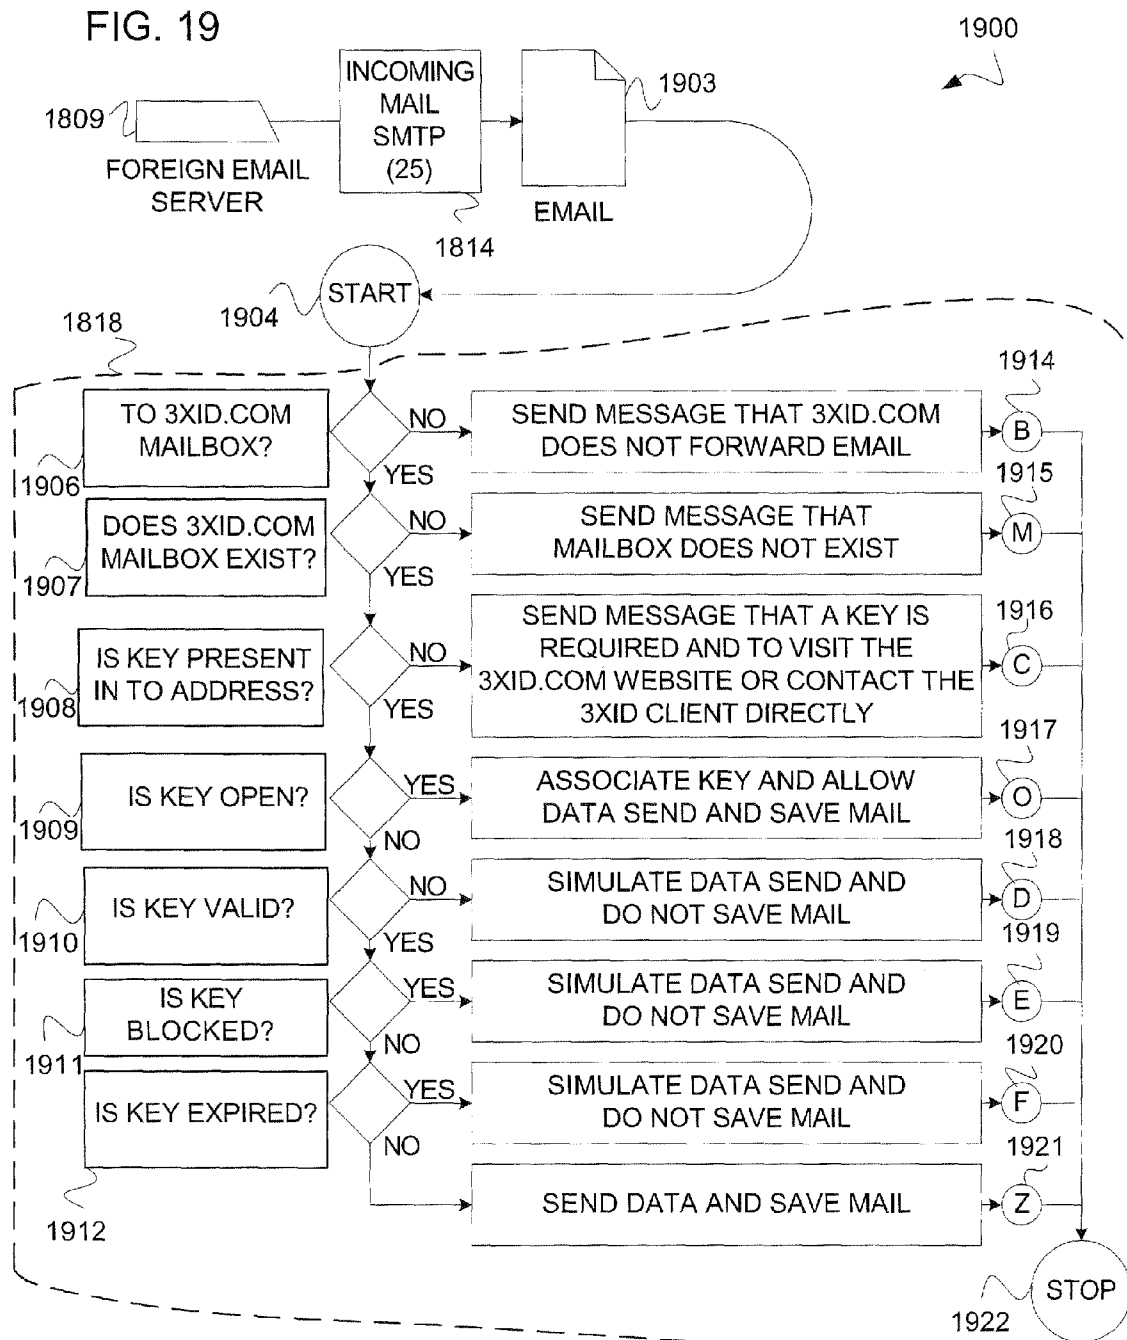 FIG. 19
1900
1809
FOREIGN EMAIL
SERVER
INCOMING
MAIL
SMTP
(25)
1814
1903
EMAIL
1904
START
1818
TO 3XID.COM
MAILBOX?
1906
NO
YES
SEND MESSAGE THAT 3XID.COM
DOES NOT FORWARD EMAIL
1914
B
DOES 3XID.COM
MAILBOX EXIST?
1907
NO
YES
SEND MESSAGE THAT
MAILBOX DOES NOT EXIST
1915
M
IS KEY PRESENT
IN TO ADDRESS?
1908
NO
YES
SEND MESSAGE THAT A KEY IS
REQUIRED AND TO VISIT THE
3XID.COM WEBSITE OR CONTACT THE
3XID CLIENT DIRECTLY
1916
C
IS KEY OPEN?
1909
YES
NO
ASSOCIATE KEY AND ALLOW
DATA SEND AND SAVE MAIL
1917
O
IS KEY VALID?
1910
NO
YES
SIMULATE DATA SEND AND
DO NOT SAVE MAIL
1918
D
IS KEY
BLOCKED?
1911
YES
NO
SIMULATE DATA SEND AND
DO NOT SAVE MAIL
1919
E
IS KEY EXPIRED?
1912
YES
NO
SIMULATE DATA SEND AND
DO NOT SAVE MAIL
1920
F
SEND DATA AND SAVE MAIL
1921
Z
STOP
1922